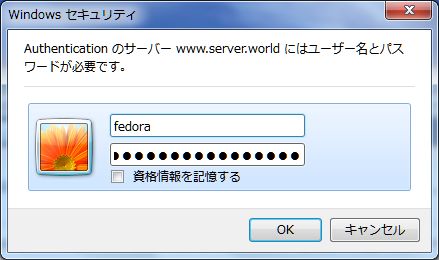 Windows セキュリティ
Authentication のサーバー www.server.world にはユーザー名とパス
ワードが必要です。
fedora
資格情報を記憶する
OK
キャンセル